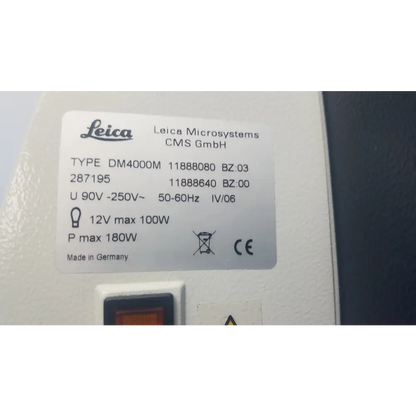 Leica
Leica Microsystems
CMS GmbH
TYPE DM4000M 11888080 BZ:03
287195 11888640 BZ:00
U 90V -250V~ 50-60Hz IV/06
12V max 100W
P max 180W
Made in Germany
CE